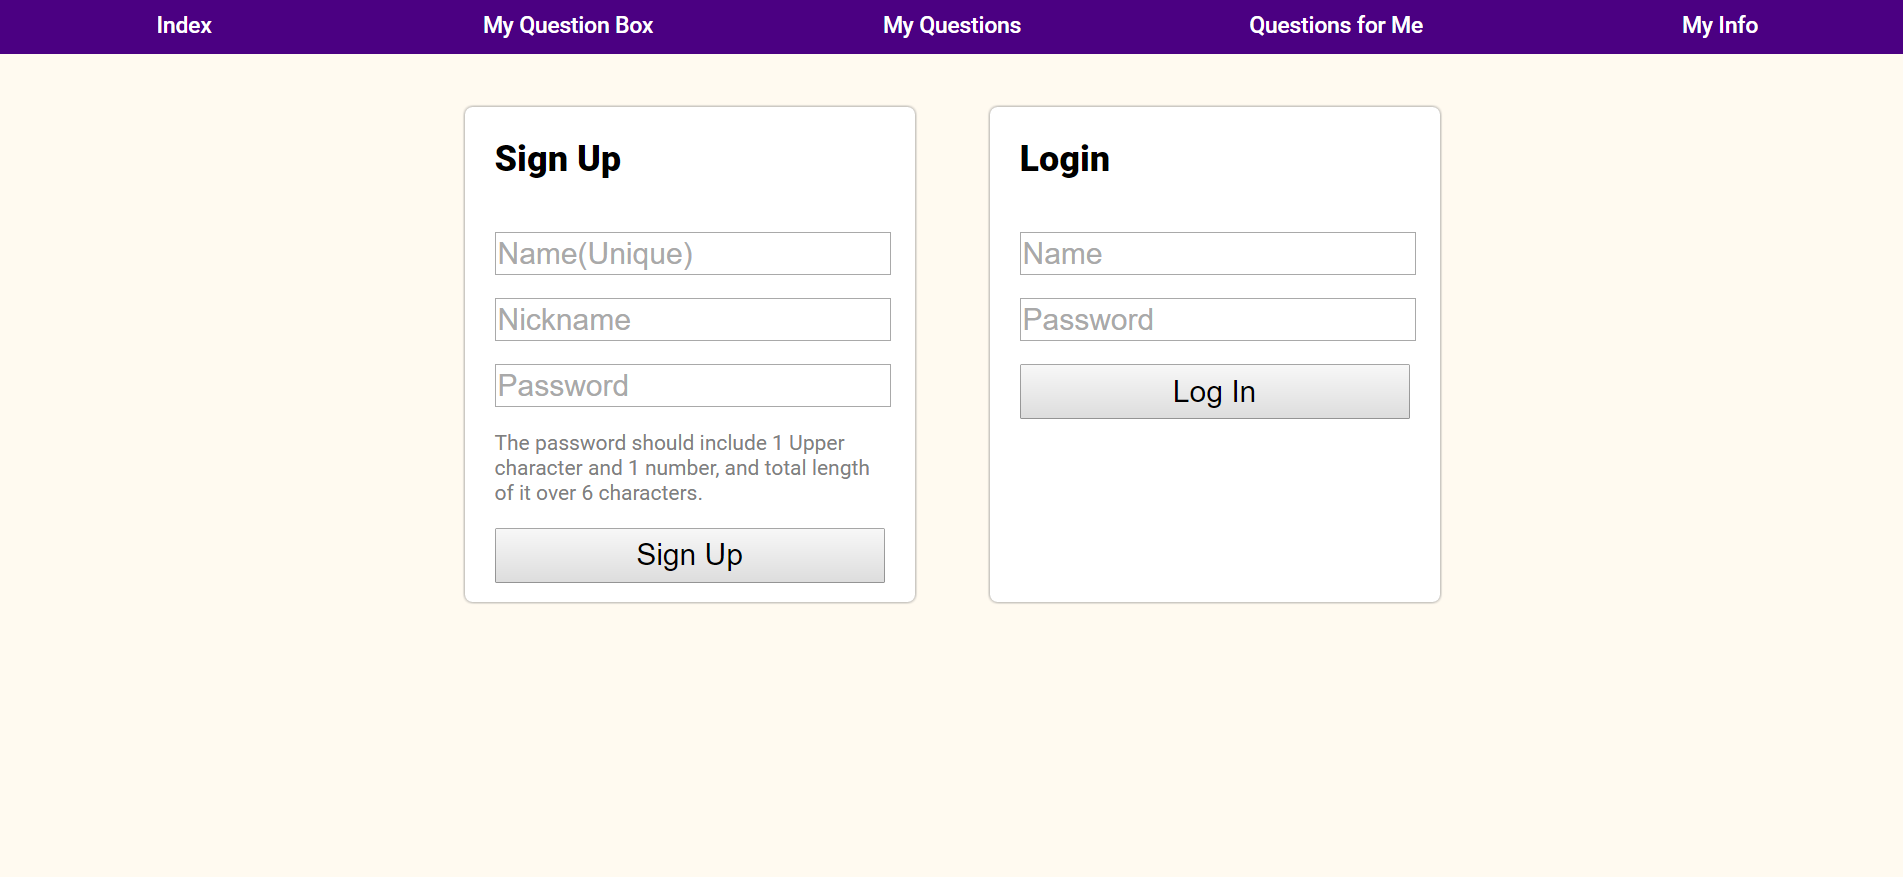 Index My Question Box My Questions Questions for Me My Info
Sign Up
Name(Unique)
Nickname
Password
The password should include 1 Upper
character and 1 number, and total length
of it over 6 characters.
Sign Up
Login
Name
Password
Log In